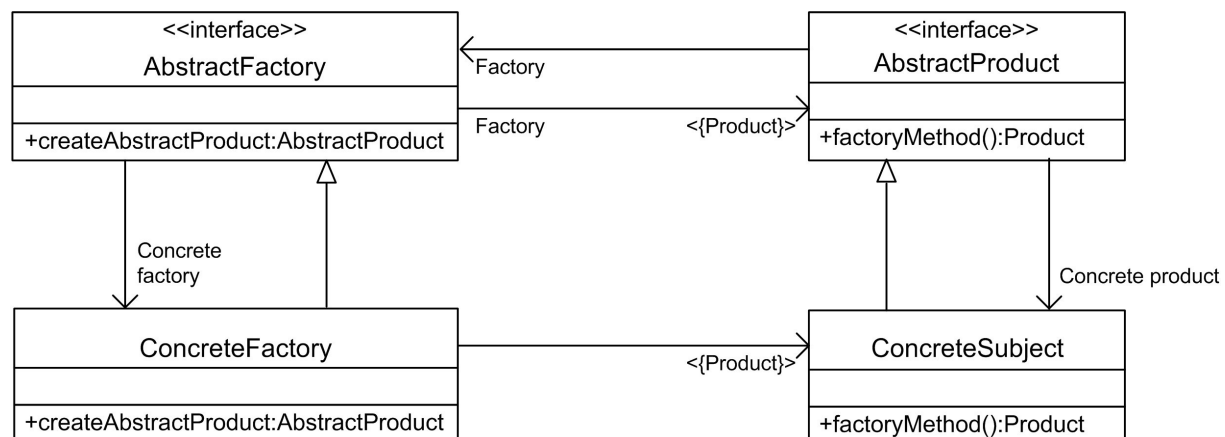 <<interface>>
AbstractFactory
+createAbstractProduct:AbstractProduct
Factory
Factory
<{Product}>
<<interface>>
AbstractProduct
+factoryMethod():Product
Concrete
factory
Concrete product
ConcreteFactory
+createAbstractProduct:AbstractProduct
<{Product}>
ConcreteSubject
+factoryMethod():Product